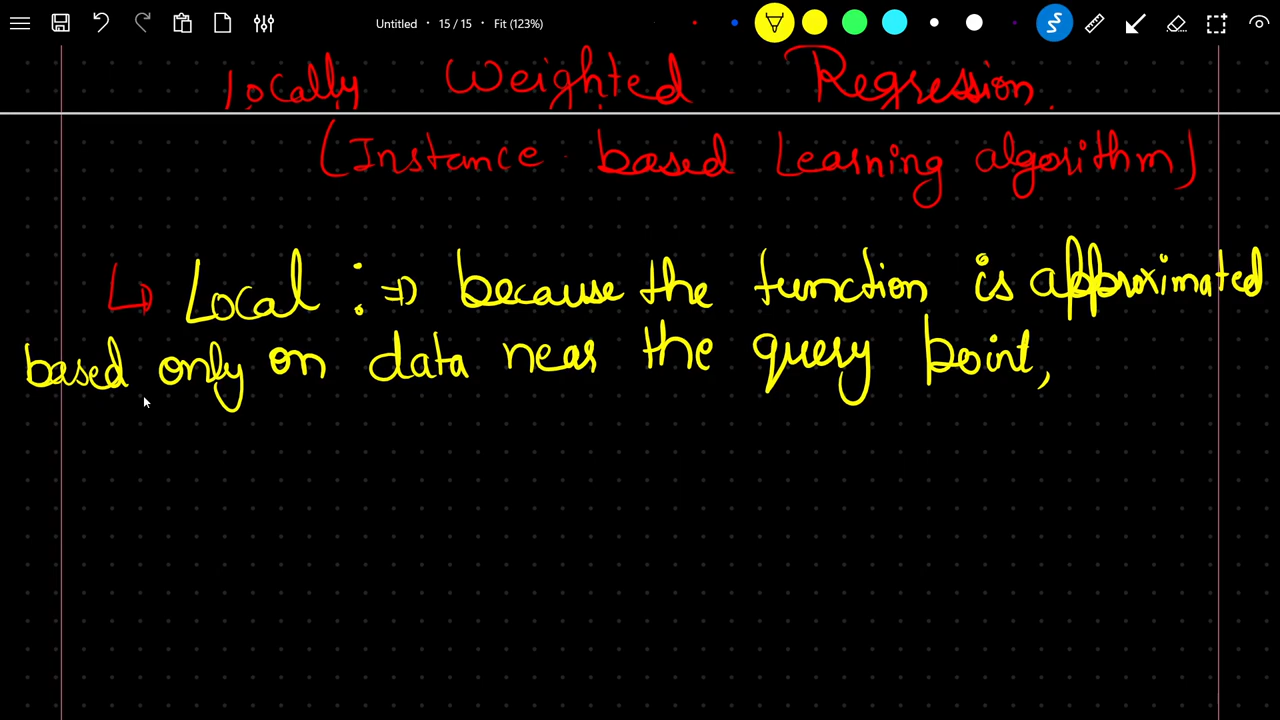 Untitled • 15 / 15 • Fit (123%)
Locally Weighted Regression.
(Instance based Learning algorithm)
↳ Local : ⇒ because the function is approximated
based only on data near the query point,